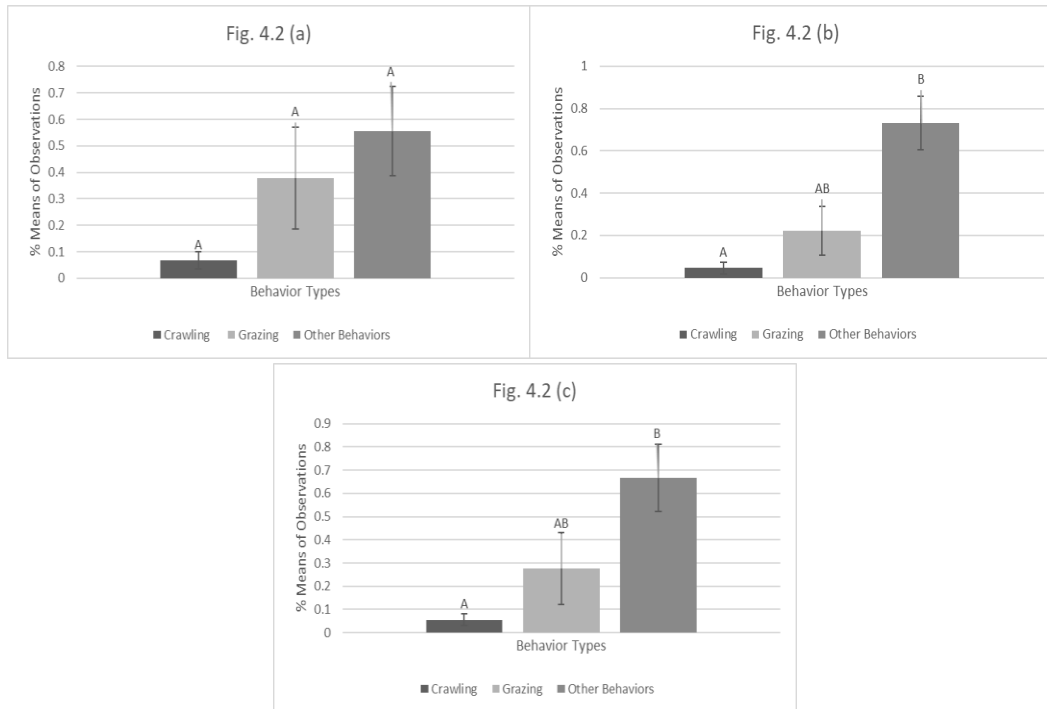 Fig. 4.2 (a)
% Means of Observations
0.8
0.7
0.6
0.5
0.4
0.3
0.2
0.1
0
A
A
A
Behavior Types
Crawling Grazing Other Behaviors
Fig. 4.2 (b)
% Means of Observations
1
0.8
0.6
0.4
0.2
0
A
AB
B
Behavior Types
Crawling Grazing Other Behaviors
Fig. 4.2 (c)
% Means of Observations
0.9
0.8
0.7
0.6
0.5
0.4
0.3
0.2
0.1
0
A
AB
B
Behavior Types
Crawling Grazing Other Behaviors